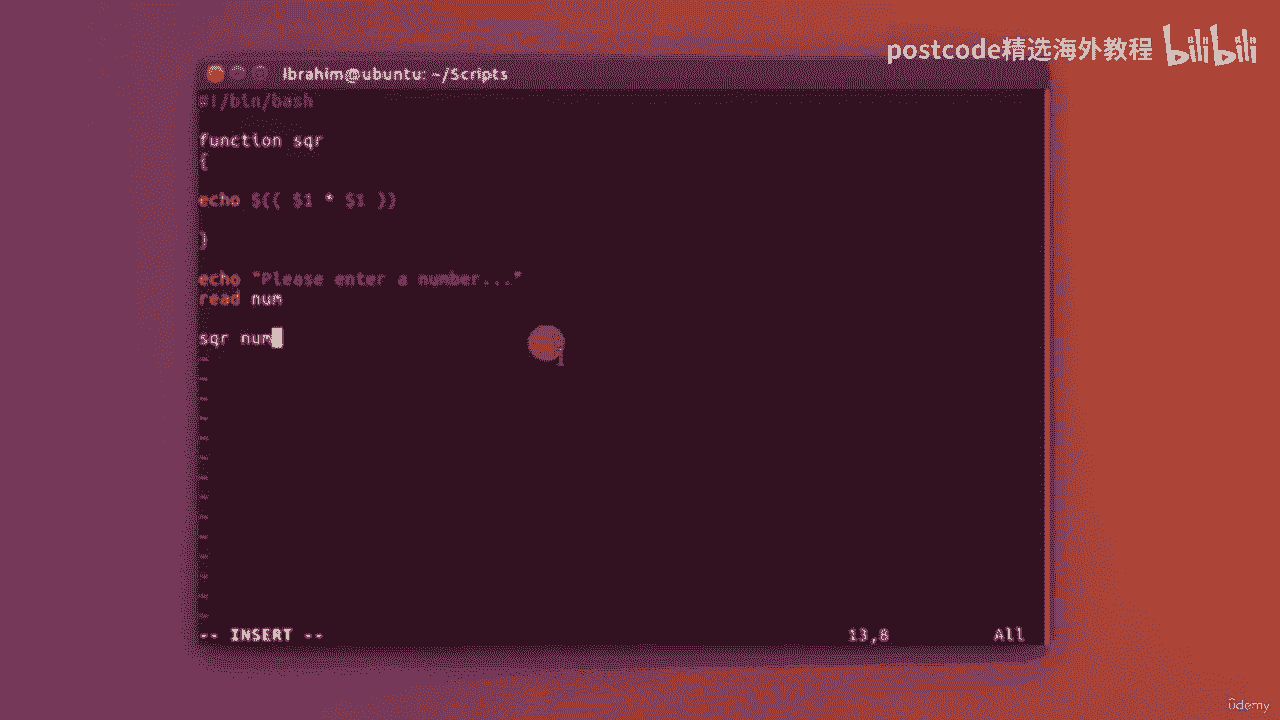 postcode精选海外教程 bilibili
Ibrahim@ubuntu: ~/Scripts
#!/bin/bash
function sqr
{
echo $(( $1 * $1 ))
}
echo "Please enter a number..."
read num
sqr num
~
~
~
~
~
~
~
~
~
~
~
~
~
~
-- INSERT --
13,8
All
ûdemy